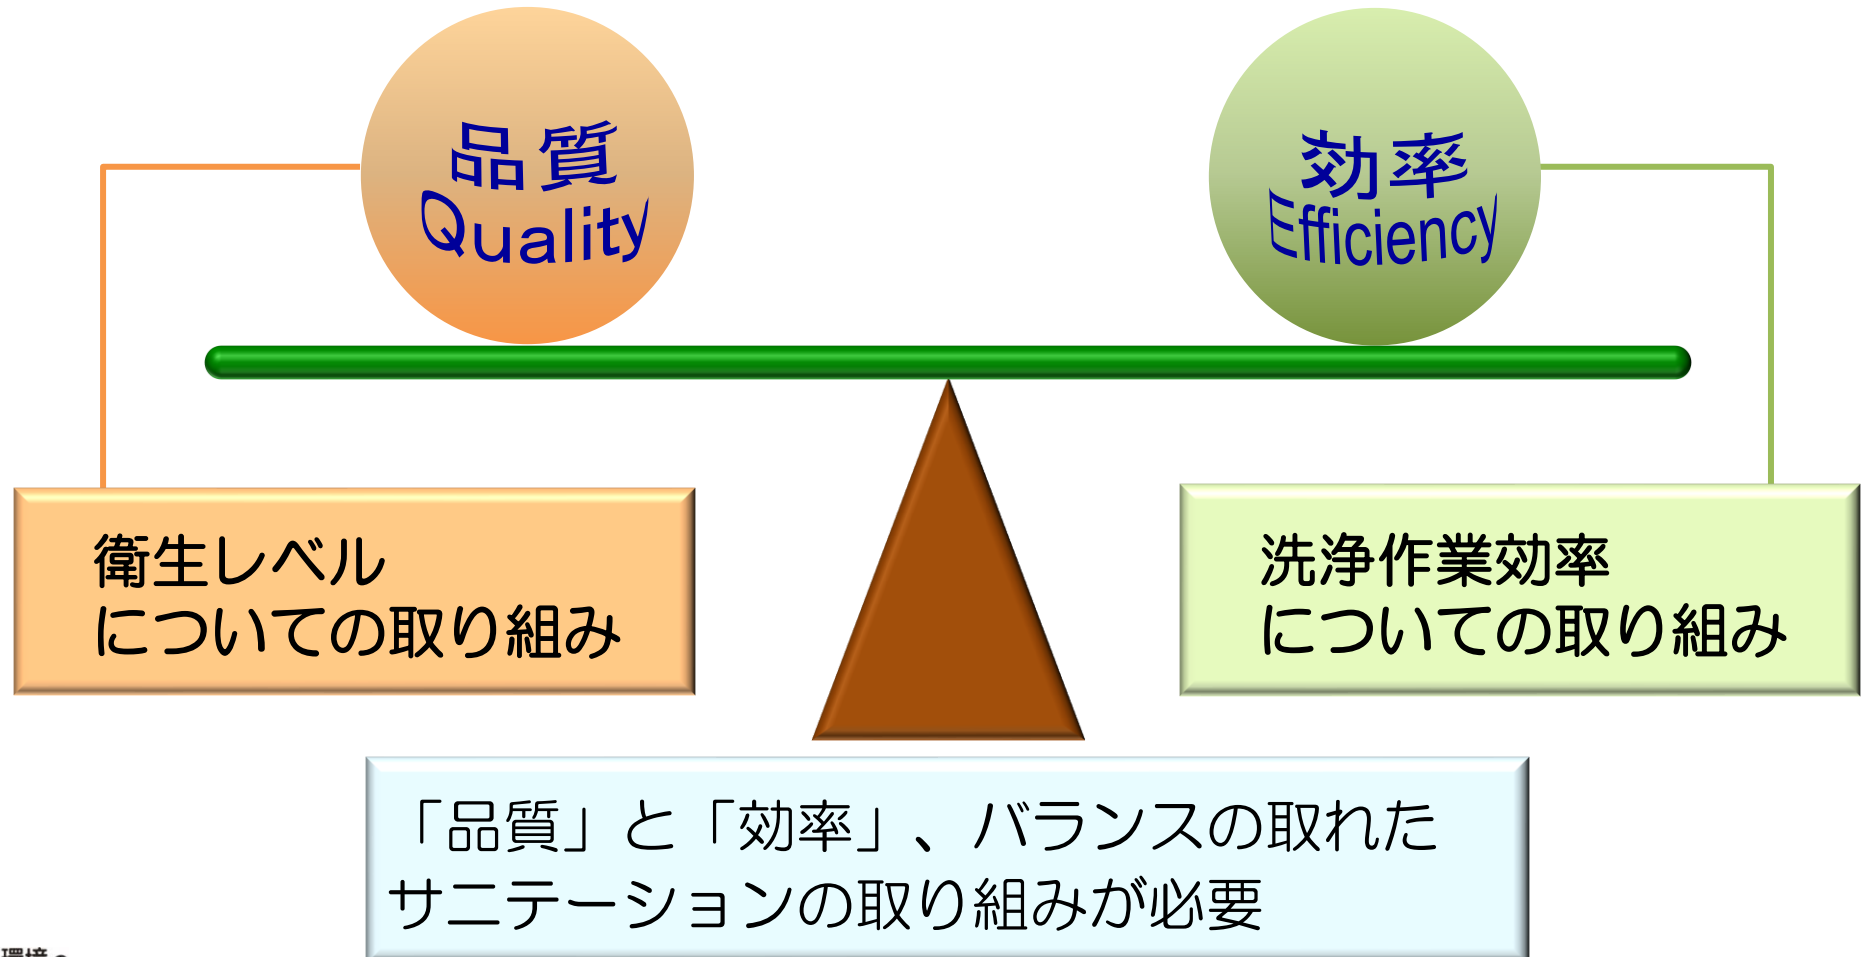 品質
Quality
効率
Efficiency
衛生レベル
についての取り組み
洗浄作業効率
についての取り組み
「品質」と「効率」、バランスの取れた
サニテーションの取り組みが必要
環境